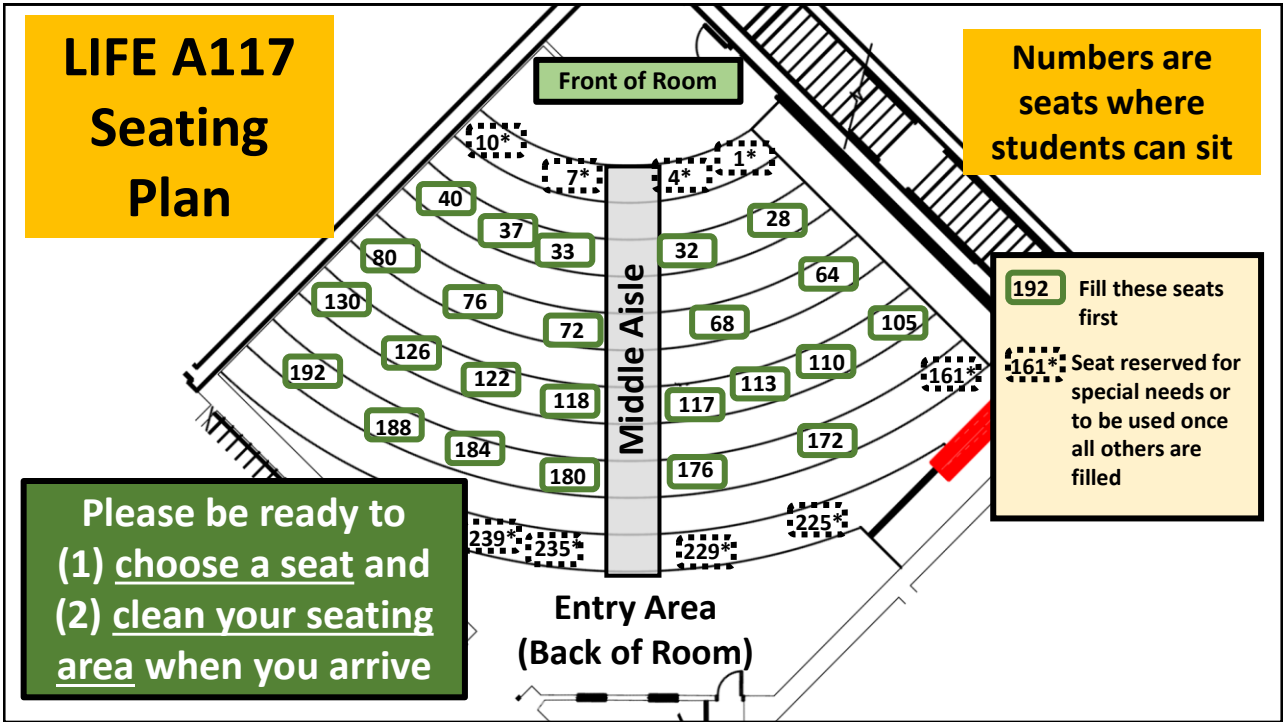 LIFE A117
Seating
Plan
Front of Room
Numbers are
seats where
students can sit
10*
7*
4*
1*
40
37
33
32
28
80
76
72
68
64
130
126
122
118
117
113
110
105
192
188
184
180
176
172
161*
239*
235*
229*
225*
Middle Aisle
192 Fill these seats
first
161* Seat reserved for
special needs or
to be used once
all others are
filled
Please be ready to
(1) choose a seat and
(2) clean your seating
area when you arrive
Entry Area
(Back of Room)